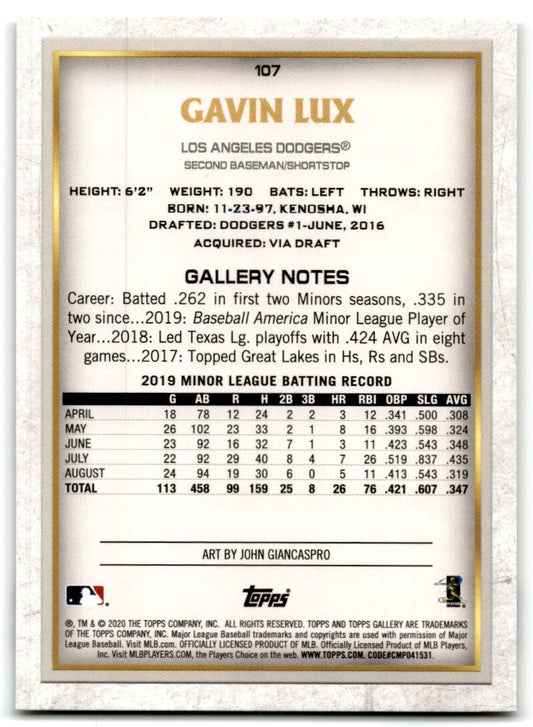 107
GAVIN LUX
LOS ANGELES DODGERS®
SECOND BASEMAN/SHORTSTOP
HEIGHT: 6'2" WEIGHT: 190 BATS: LEFT THROWS: RIGHT
BORN: 11-23-97, KENOSHA, WI
DRAFTED: DODGERS #1-JUNE, 2016
ACQUIRED: VIA DRAFT
GALLERY NOTES
Career: Batted .262 in first two Minors seasons, .335 in
two since...2019: Baseball America Minor League Player of
Year...2018: Led Texas Lg. playoffs with .424 AVG in eight
games...2017: Topped Great Lakes in Hs, Rs and SBs.
2019 MINOR LEAGUE BATTING RECORD
G AB R H 2B 3B HR RBI OBP SLG AVG
APRIL 18 78 12 24 2 2 3 12 .341 .500 .308
MAY 26 102 23 33 2 1 8 16 .393 .598 .324
JUNE 23 92 16 32 7 1 3 11 .423 .543 .348
JULY 22 92 29 40 8 4 7 26 .519 .837 .435
AUGUST 24 94 19 30 6 0 5 11 .413 .543 .319
TOTAL 113 458 99 159 25 8 26 76 .421 .607 .347
ART BY JOHN GIANCASPRO
topps
®, TM & © 2020 THE TOPPS COMPANY, INC. ALL RIGHTS RESERVED. TOPPS AND TOPPS GALLERY ARE TRADEMARKS
OF THE TOPPS COMPANY, INC. Major League Baseball trademarks and copyrights are used with permission of Major
League Baseball. Visit MLB.com. OFFICIALLY LICENSED PRODUCT OF MLB. Officially Licensed Product of MLB Players,
Inc. Visit MLBPLAYERS.COM, the Players Choice on the web. WWW.TOPPS.COM. CODE#CMP041531.